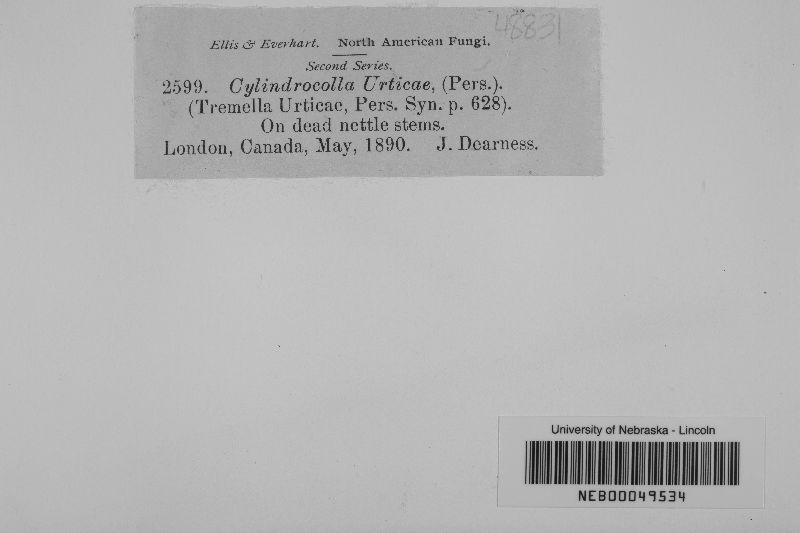 48831
Ellis & Everhart. North American Fungi.
Second Series.
2599. Cylindrocolla Urticae, (Pers.).
(Tremella Urticae, Pers. Syn. p. 628).
On dead nettle stems.
London, Canada, May, 1890. J. Dearness.
University of Nebraska - Lincoln
NEB00049534